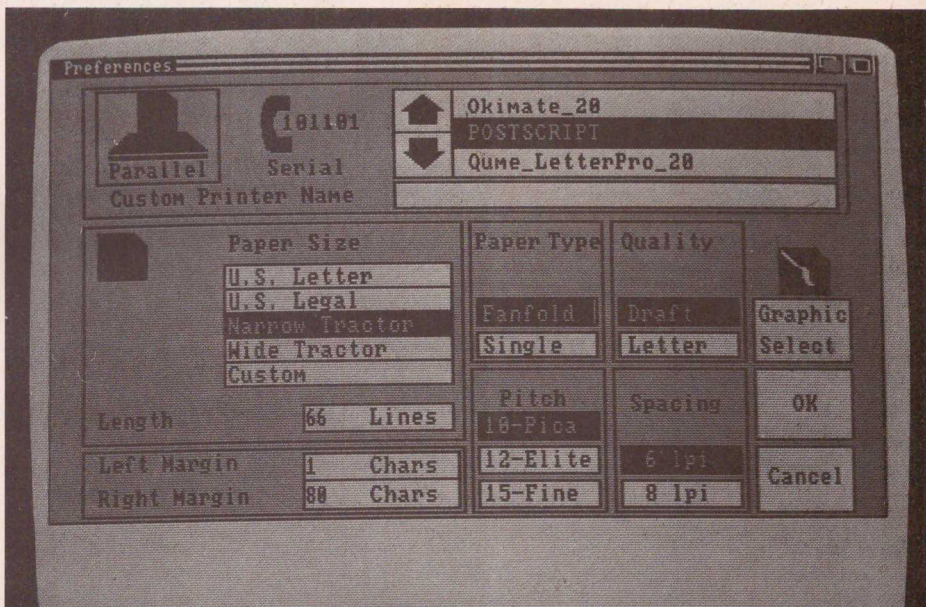 Preferences
101101
Parallel
Serial
Custom Printer Name
Okimate_20
POSTSCRIPT
Qume_LetterPro_20
Paper Size
U.S. Letter
U.S. Legal
Narrow Tractor
Wide Tractor
Custom
Length 66 Lines
Left Margin 1 Chars
Right Margin 80 Chars
Paper Type
Fanfold
Single
Quality
Draft
Letter
Pitch
10-Pica
12-Elite
15-Fine
Spacing
6 lpi
8 lpi
Graphic
Select
OK
Cancel